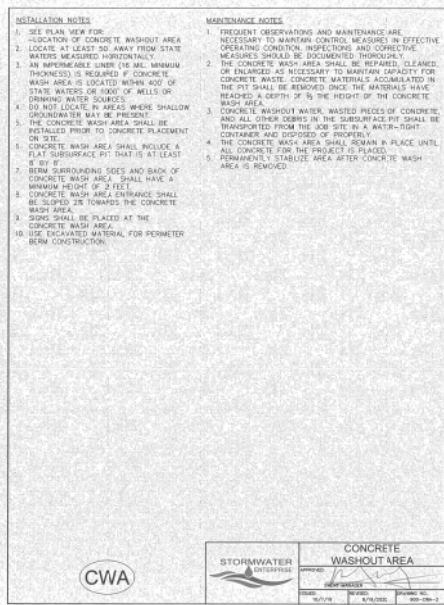 INSTALLATION NOTES
1. SEE PLAN VIEW FOR:
-LOCATION OF CONCRETE WASHOUT AREA
2. LOCATE AT LEAST 50' AWAY FROM STATE
WATERS MEASURED HORIZONTALLY.
3. AN IMPERMEABLE LINER (16 MIL. MINIMUM
THICKNESS) IS REQUIRED IF CONCRETE
WASH AREA IS LOCATED WITHIN 400' OF
STATE WATERS OR 1000' OF WELLS OR
DRINKING WATER SOURCES.
4. DO NOT LOCATE IN AREAS WHERE SHALLOW
GROUNDWATER MAY BE PRESENT.
5. THE CONCRETE WASH AREA SHALL BE
INSTALLED PRIOR TO CONCRETE PLACEMENT
ON SITE.
6. CONCRETE WASH AREA SHALL INCLUDE A
FLAT SUBSURFACE PIT THAT IS AT LEAST
8' BY 8'.
7. BERM SURROUNDING SIDES AND BACK OF
CONCRETE WASH AREA SHALL HAVE A
MINIMUM HEIGHT OF 2 FEET.
8. CONCRETE WASH AREA ENTRANCE SHALL
BE SLOPED 2% TOWARDS THE CONCRETE
WASH AREA.
9. SIGNS SHALL BE PLACED AT THE
CONCRETE WASH AREA.
10. USE EXCAVATED MATERIAL FOR PERIMETER
BERM CONSTRUCTION.
MAINTENANCE NOTES
1. FREQUENT OBSERVATIONS AND MAINTENANCE ARE
NECESSARY TO MAINTAIN CONTROL MEASURES IN EFFECTIVE
OPERATING CONDITION. INSPECTIONS AND CORRECTIVE
MEASURES SHOULD BE DOCUMENTED THOROUGHLY.
2. THE CONCRETE WASH AREA SHALL BE REPAIRED, CLEANED,
OR ENLARGED AS NECESSARY TO MAINTAIN CAPACITY FOR
CONCRETE WASTE. CONCRETE MATERIALS ACCUMULATED IN
THE PIT SHALL BE REMOVED ONCE THE MATERIALS HAVE
REACHED A DEPTH OF THE HEIGHT OF THE CONCRETE
WASH AREA.
3. CONCRETE WASHOUT WATER, WASTED PIECES OF CONCRETE,
AND ALL OTHER DEBRIS IN THE SUBSURFACE PIT SHALL BE
TRANSPORTED FROM THE JOB SITE IN A WATER-TIGHT
CONTAINER AND DISPOSED OF PROPERLY.
4. THE CONCRETE WASH AREA SHALL REMAIN IN PLACE UNTIL
ALL CONCRETE FOR THE PROJECT IS PLACED.
5. PERMANENTLY STABILIZE AREA AFTER CONCRETE WASH
AREA IS REMOVED.
CWA
STORMWATER
ENTERPRISE
CONCRETE
WASHOUT AREA
APPROVED:
MANAGER
ISSUED: REVISED: DRAWING NO.